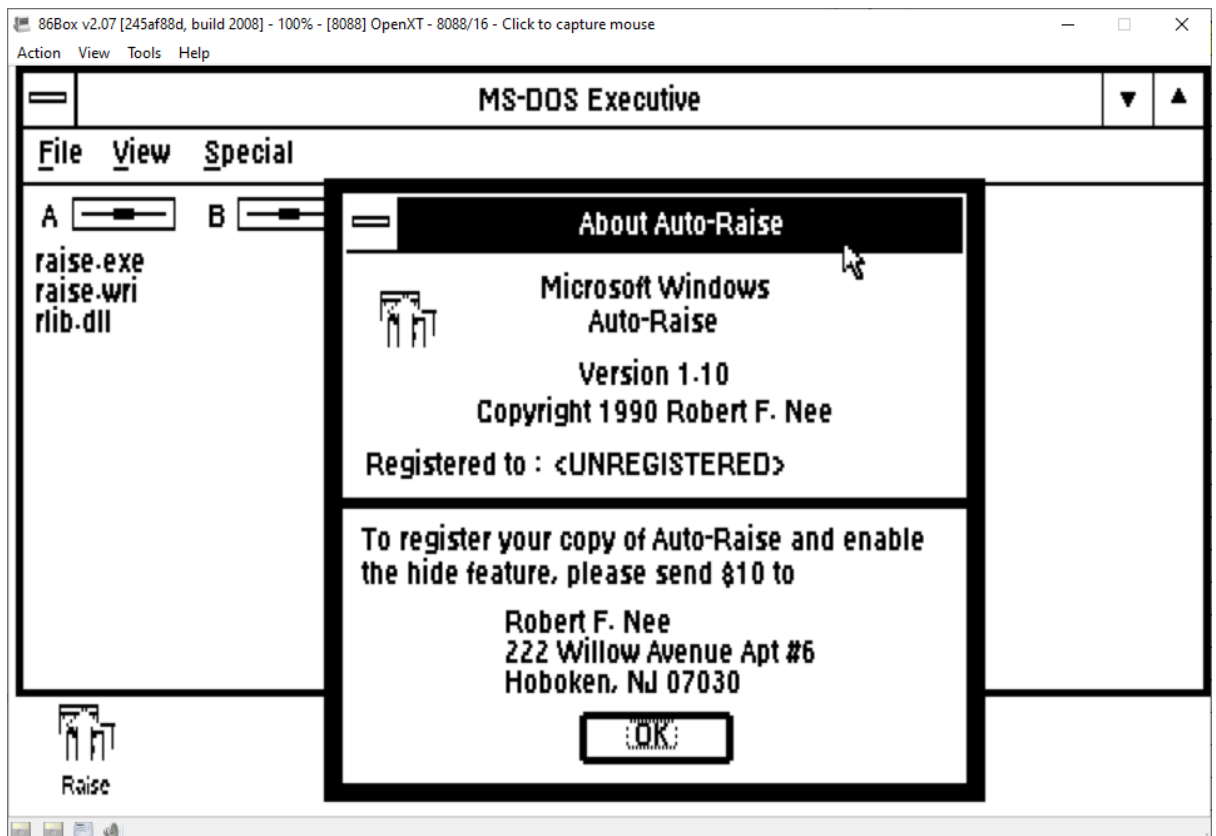 86Box v2.07 [245af88d, build 2008] - 100% - [8088] OpenXT - 8088/16 - Click to capture mouse
Action View Tools Help
MS-DOS Executive
File View Special
A B
raise.exe
raise.wri
rlib.dll
About Auto-Raise
Microsoft Windows
Auto-Raise
Version 1.10
Copyright 1990 Robert F. Nee
Registered to : <UNREGISTERED>
To register your copy of Auto-Raise and enable
the hide feature, please send $10 to
Robert F. Nee
222 Willow Avenue Apt #6
Hoboken, NJ 07030
OK
Raise